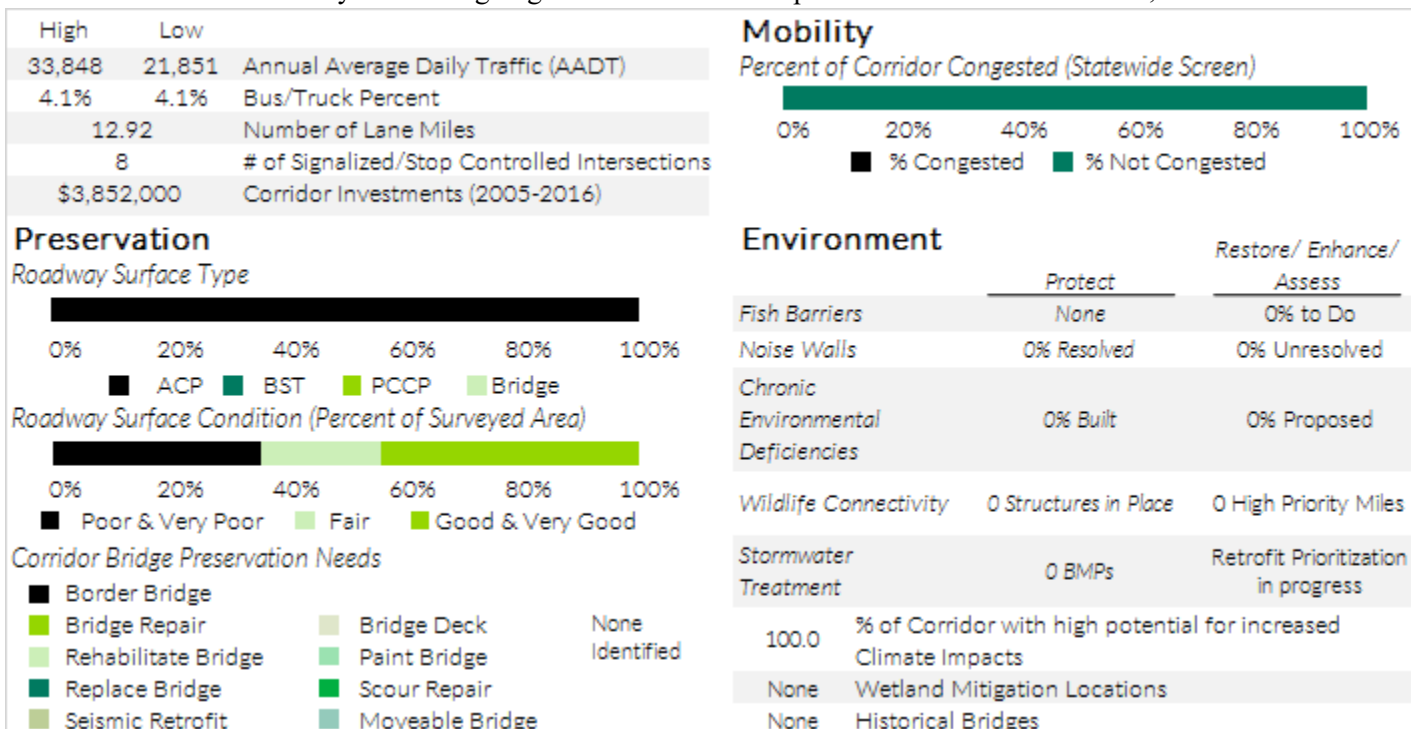 High Low
33,848 21,851 Annual Average Daily Traffic (AADT)
4.1% 4.1% Bus/Truck Percent
12.92 Number of Lane Miles
8 # of Signalized/Stop Controlled Intersections
$3,852,000 Corridor Investments (2005-2016)
Preservation
Roadway Surface Type
0% 20% 40% 60% 80% 100%
ACP BST PCCP Bridge
Roadway Surface Condition (Percent of Surveyed Area)
0% 20% 40% 60% 80% 100%
Poor & Very Poor Fair Good & Very Good
Corridor Bridge Preservation Needs
Border Bridge
Bridge Repair Bridge Deck None
Rehabilitate Bridge Paint Bridge Identified
Replace Bridge Scour Repair
Seismic Retrofit Moveable Bridge
Mobility
Percent of Corridor Congested (Statewide Screen)
0% 20% 40% 60% 80% 100%
% Congested % Not Congested
Environment
Restore/ Enhance/
Protect Assess
Fish Barriers None 0% to Do
Noise Walls 0% Resolved 0% Unresolved
Chronic
Environmental 0% Built 0% Proposed
Deficiencies
Wildlife Connectivity 0 Structures in Place 0 High Priority Miles
Stormwater Retrofit Prioritization
Treatment 0 BMPs in progress
100.0 % of Corridor with high potential for increased
Climate Impacts
None Wetland Mitigation Locations
None Historical Bridges